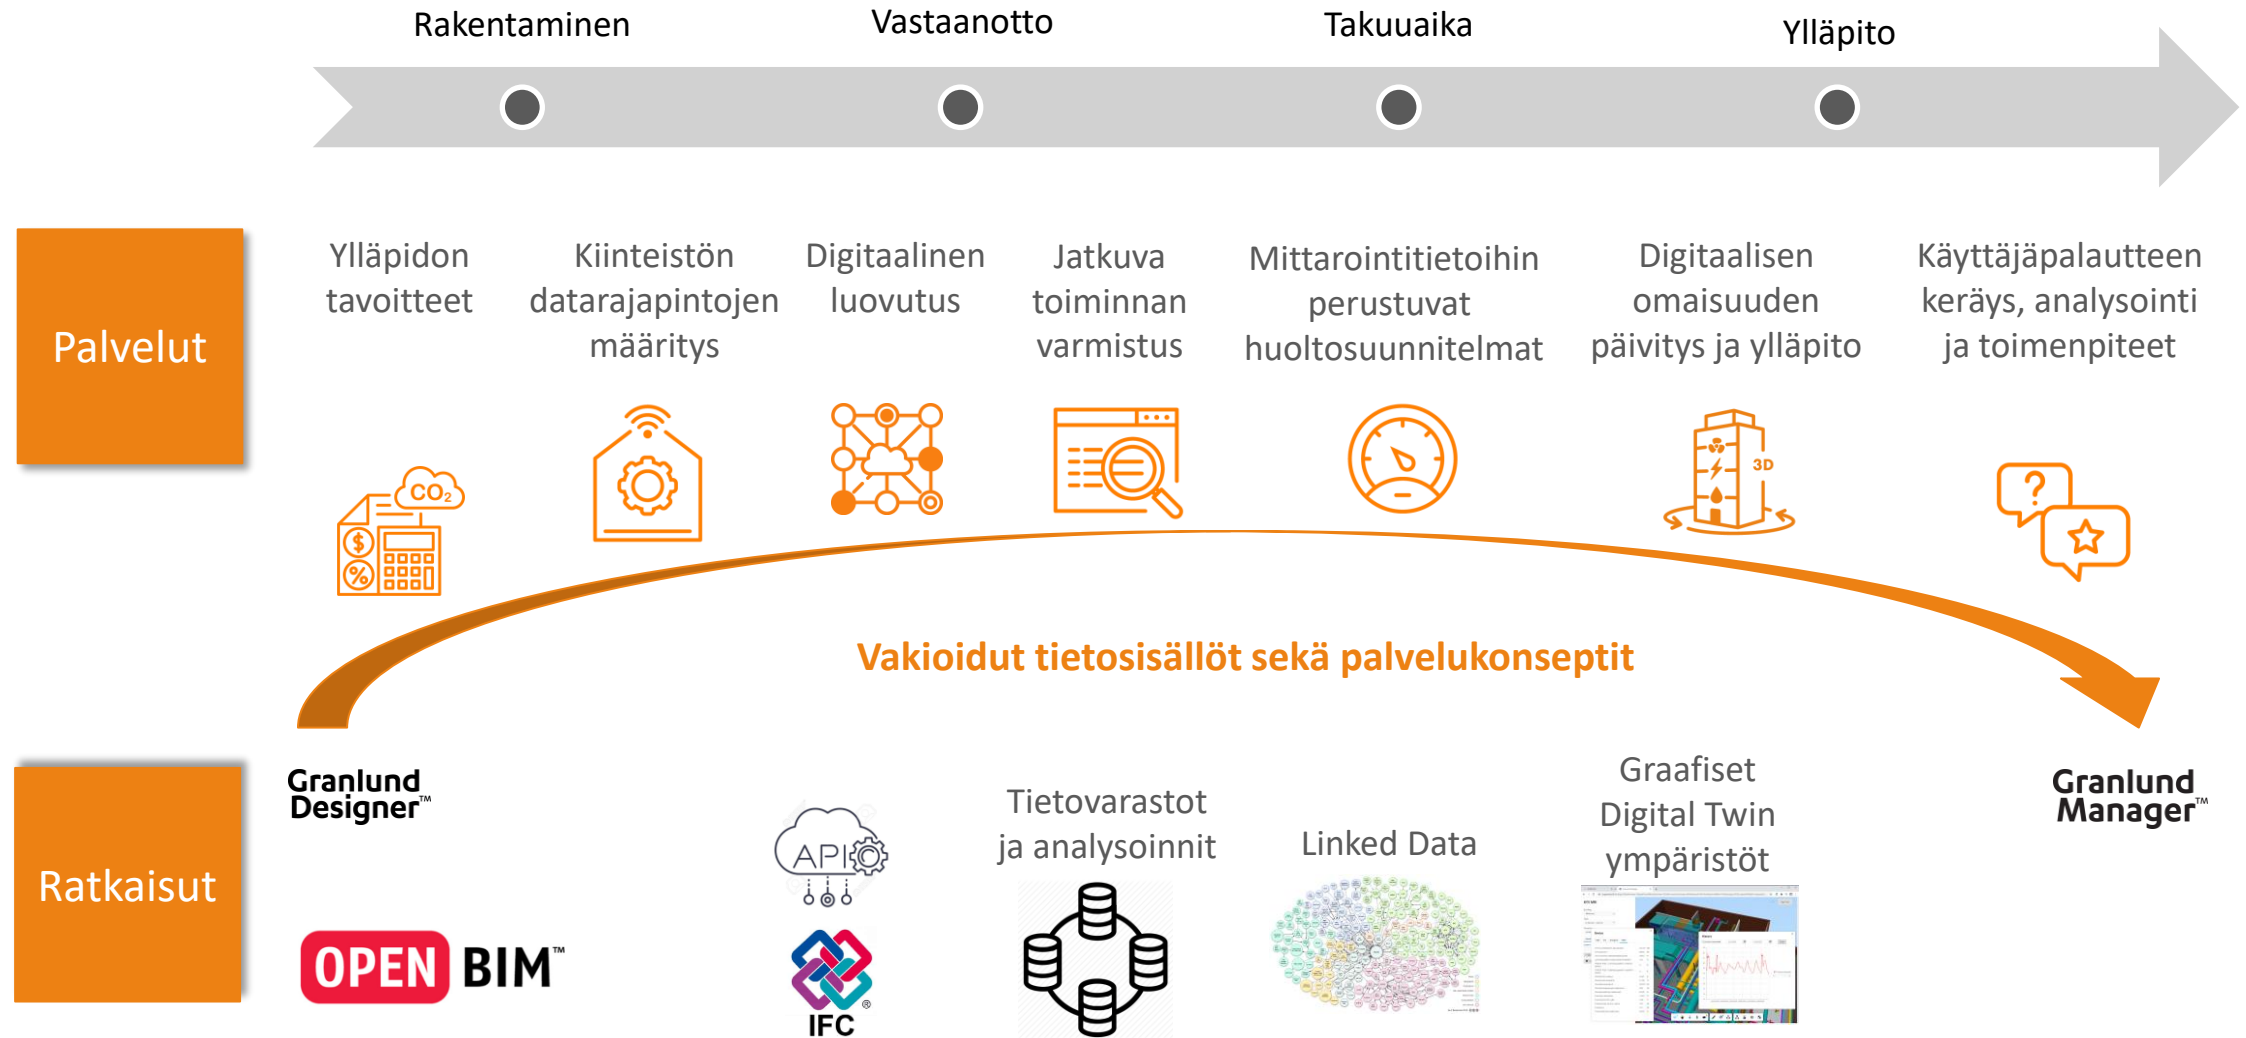 Rakentaminen
Vastaanotto
Takuuaika
Ylläpito
Palvelut
Ylläpidon
tavoitteet
Kiinteistön
datarajapintojen
määritys
Digitaalinen
luovutus
Jatkuva
toiminnan
varmistus
Mittarointitietoihin
perustuvat
huoltosuunnitelmat
Digitaalisen
omaisuuden
päivitys ja ylläpito
Käyttäjäpalautteen
keräys, analysointi
ja toimenpiteet
CO₂
$
%
3D
?
Vakioidut tietosisällöt sekä palvelukonseptit
Ratkaisut
Granlund
Designer™
OPEN BIM™
API
IFC
®
Tietovarastot
ja analysoinnit
Linked Data
Graafiset
Digital Twin
ympäristöt
Granlund
Manager™